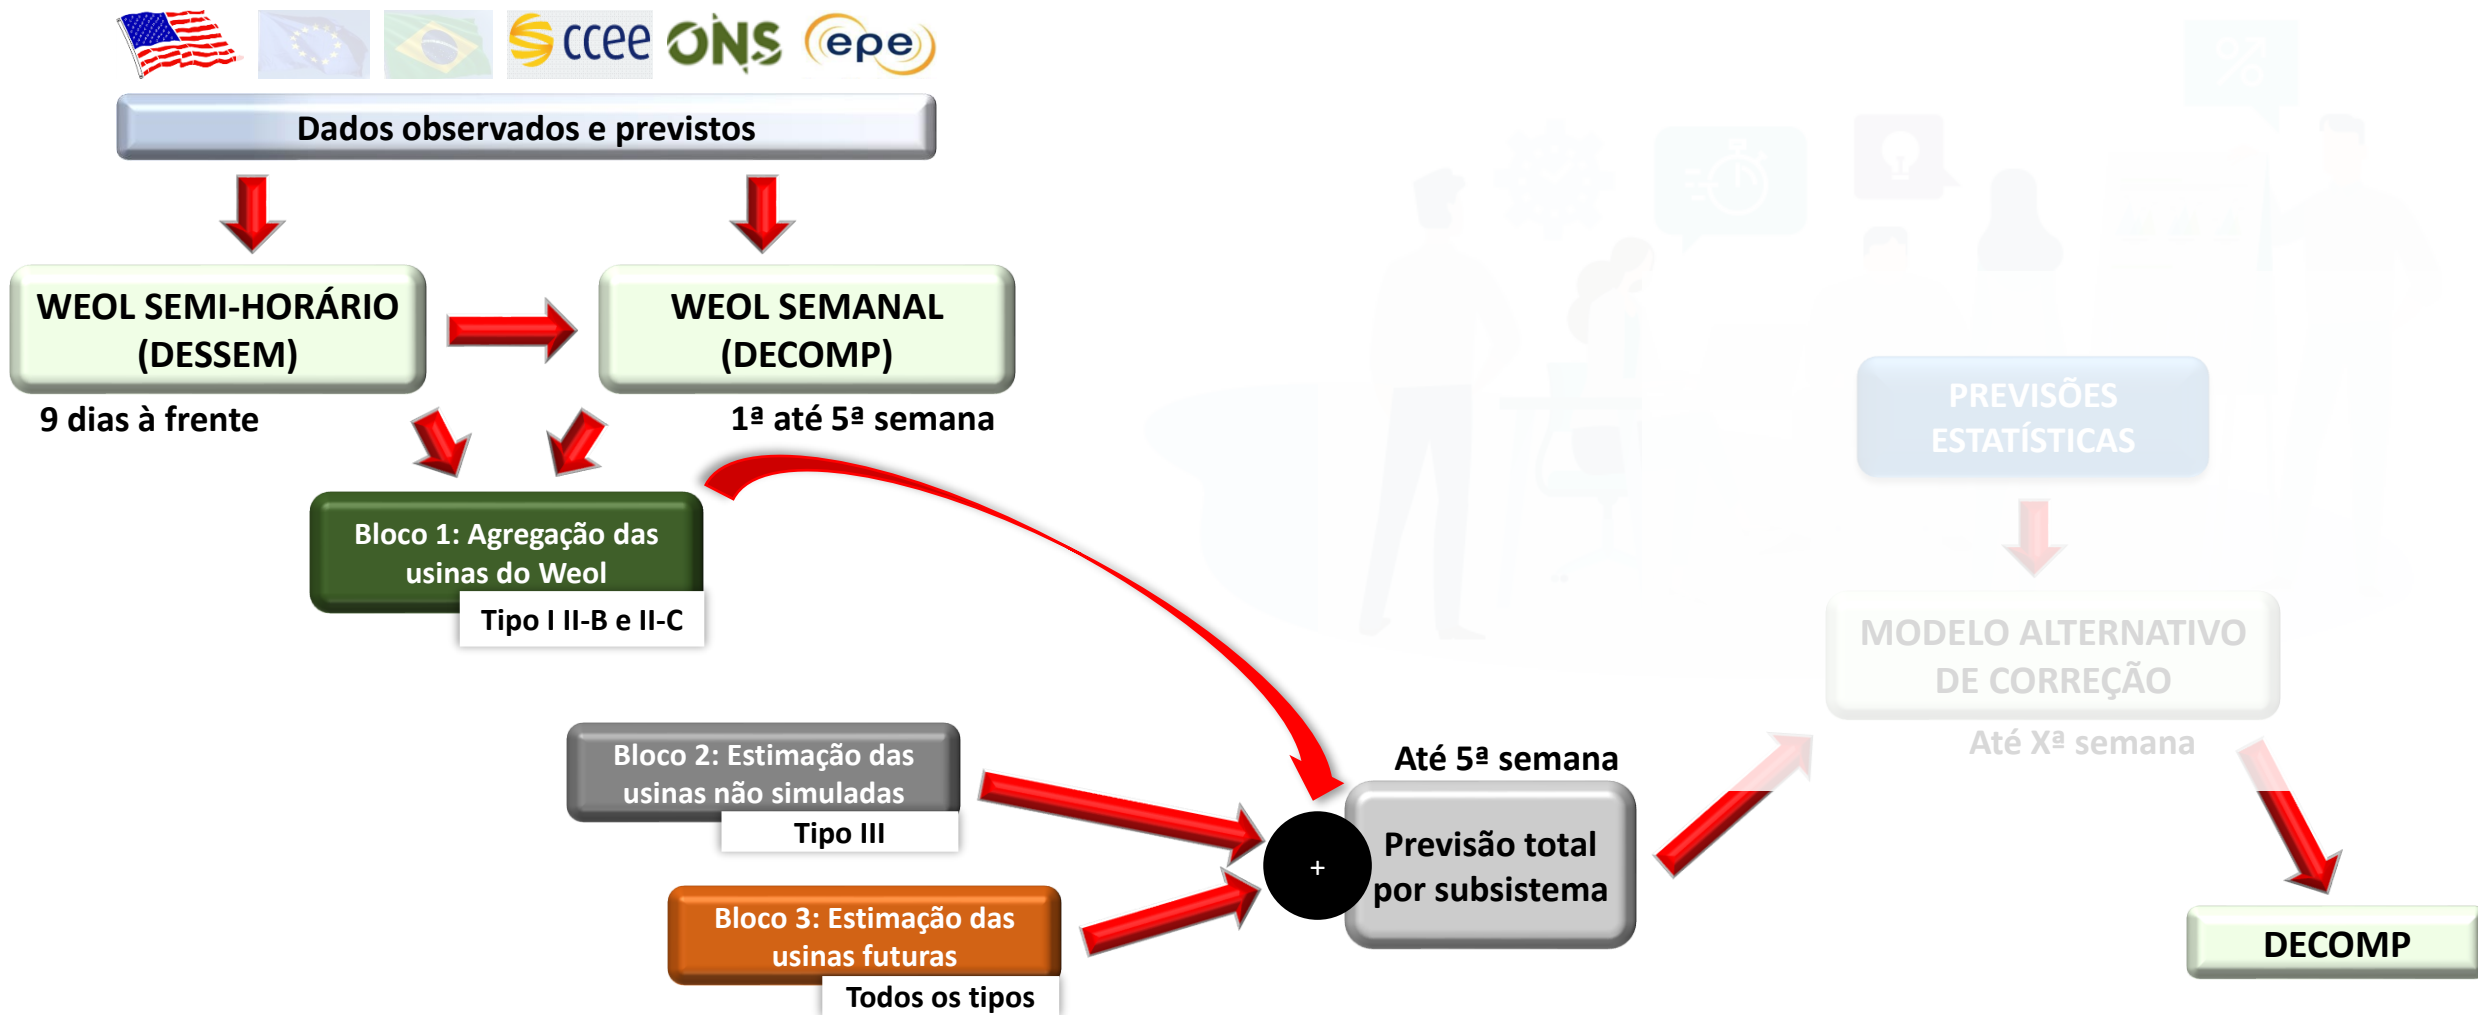 ccee ONS epe
Dados observados e previstos
%
WEOL SEMI-HORÁRIO
(DESSEM)
9 dias à frente
WEOL SEMANAL
(DECOMP)
1ª até 5ª semana
PREVISÕES
ESTATÍSTICAS
Bloco 1: Agregação das
usinas do Weol
Tipo I II-B e II-C
MODELO ALTERNATIVO
DE CORREÇÃO
Até Xª semana
Bloco 2: Estimação das
usinas não simuladas
Tipo III
Até 5ª semana
+
Previsão total
por subsistema
Bloco 3: Estimação das
usinas futuras
Todos os tipos
DECOMP